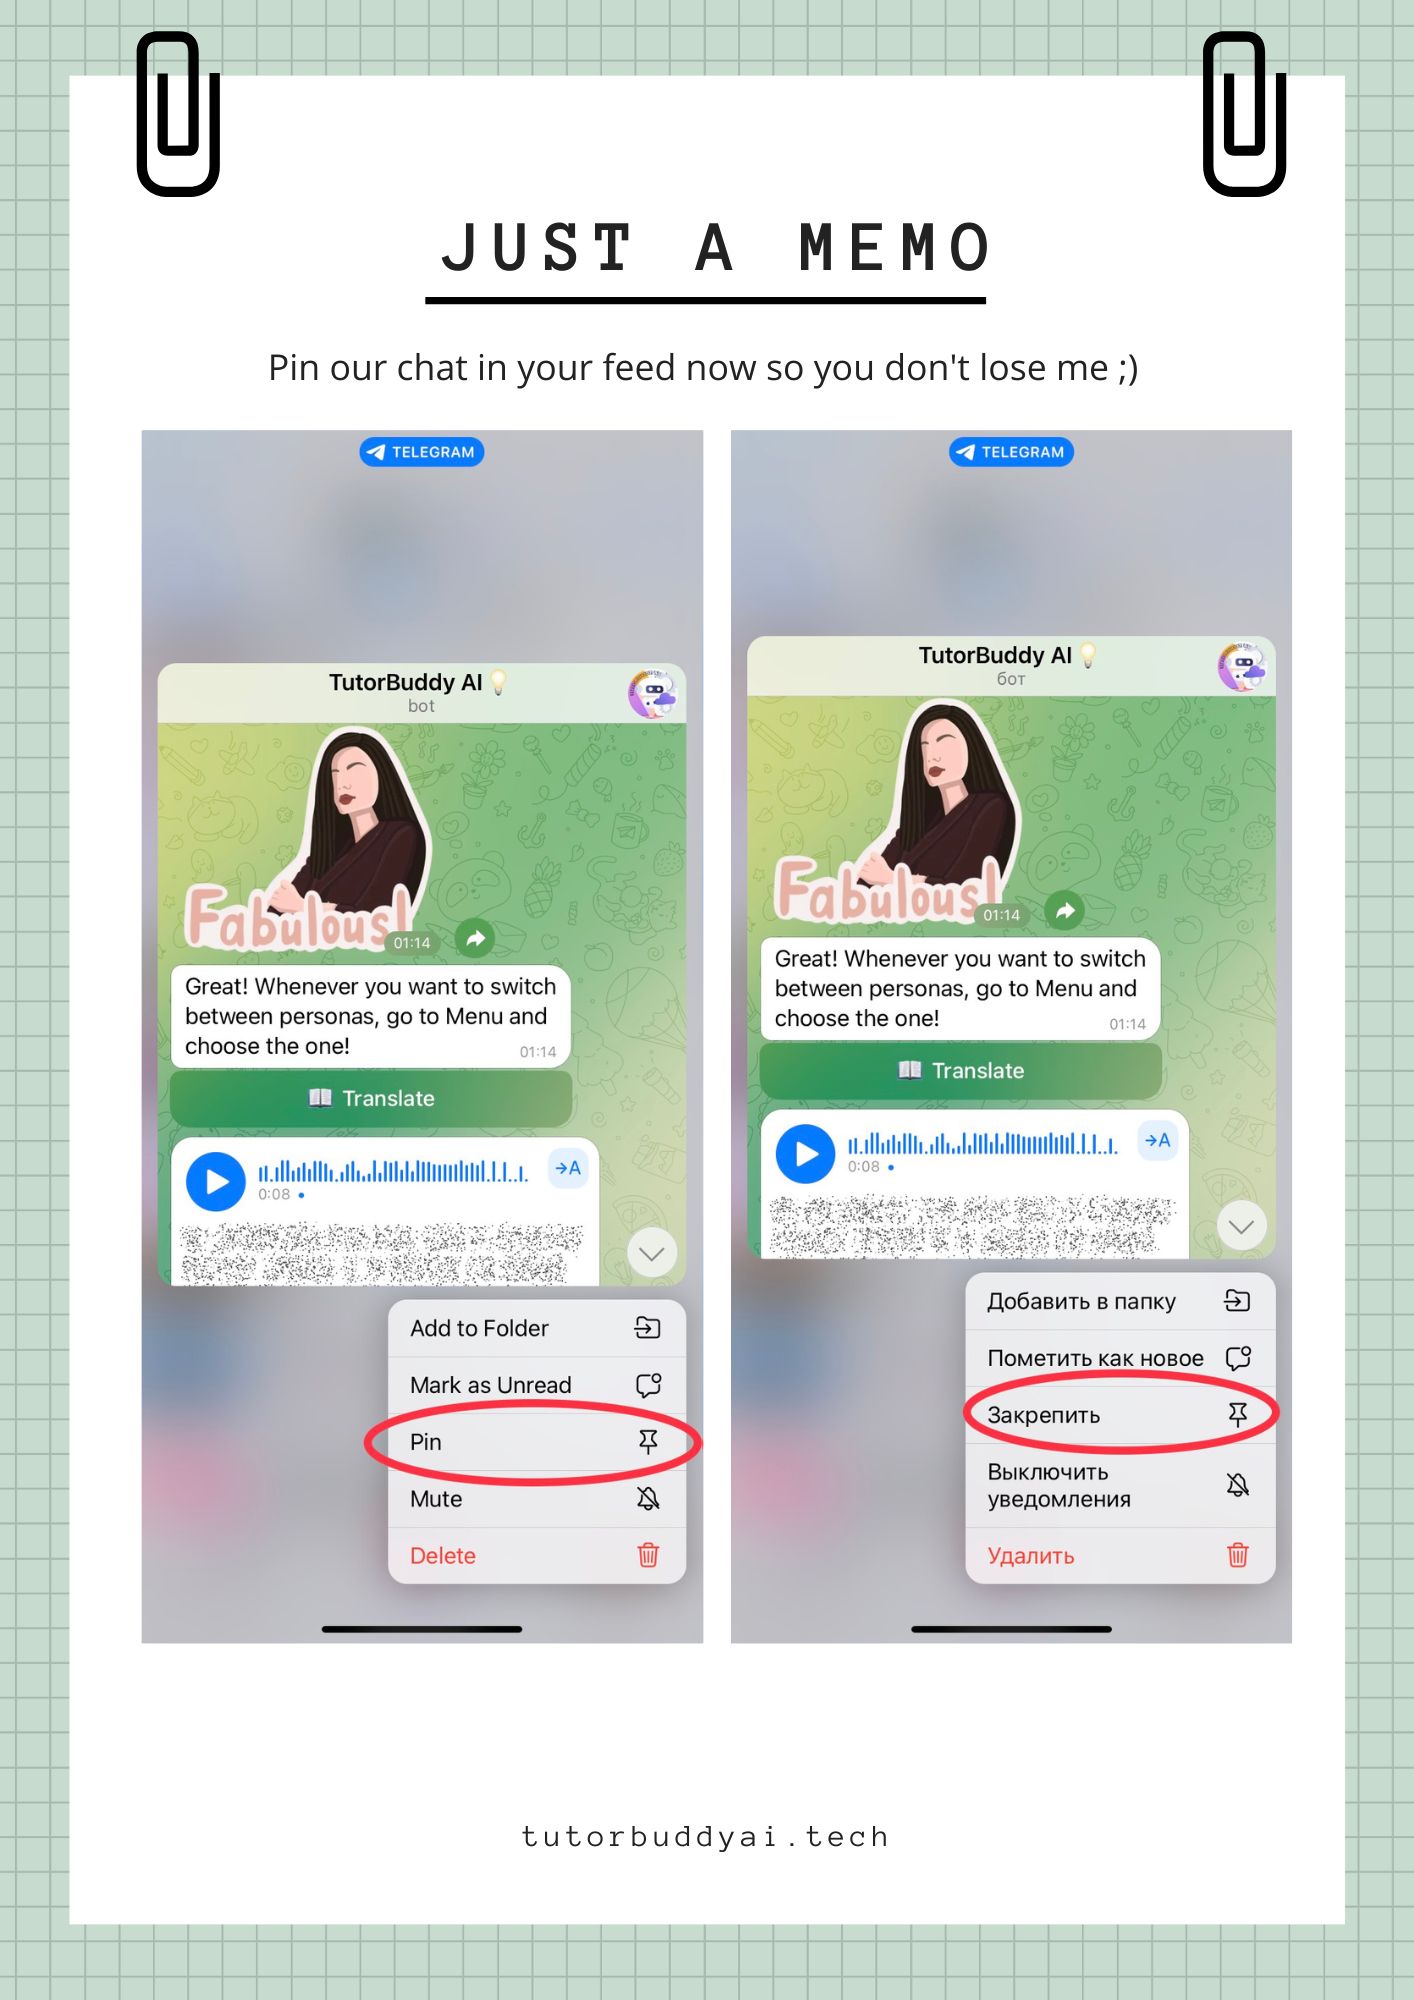 JUST A MEMO
Pin our chat in your feed now so you don't lose me ;)
TELEGRAM
TutorBuddy AI
bot
Fabulous!
01:14
Great! Whenever you want to switch
between personas, go to Menu and
choose the one!
01:14
Translate
→A
0:08
Add to Folder
Mark as Unread
Pin
Mute
Delete
TELEGRAM
TutorBuddy AI
бот
Fabulous!
01:14
Great! Whenever you want to switch
between personas, go to Menu and
choose the one!
01:14
Translate
→A
0:08
Добавить в папку
Пометить как новое
Закрепить
Выключить
уведомления
Удалить
tutorbuddyai.tech